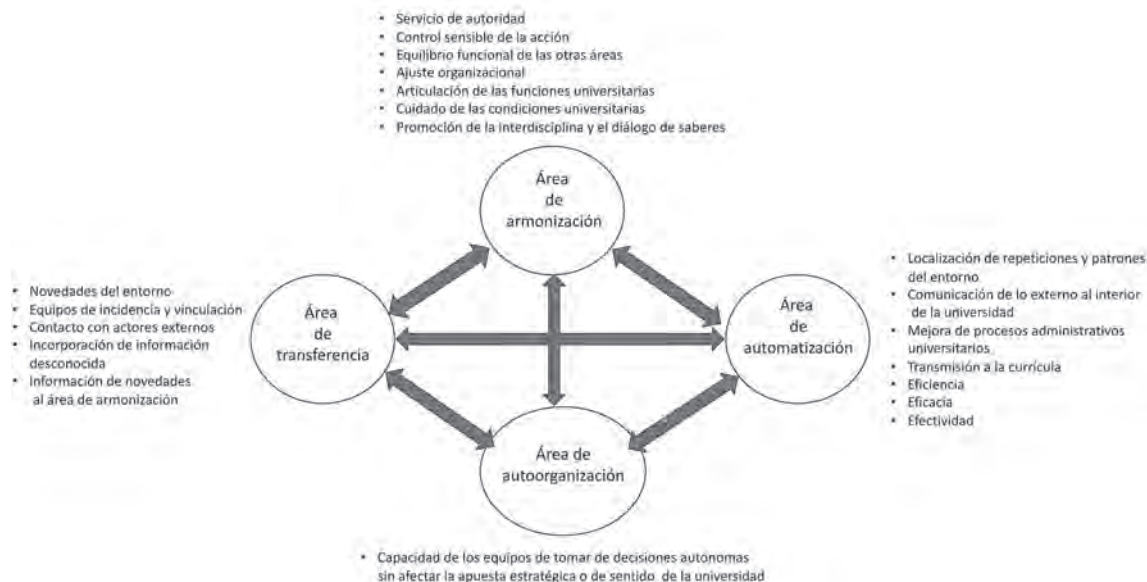 • Servicio de autoridad
• Control sensible de la acción
• Equilibrio funcional de las otras áreas
• Ajuste organizacional
• Articulación de las funciones universitarias
• Cuidado de las condiciones universitarias
• Promoción de la interdisciplina y el diálogo de saberes
Área
de
armonización
• Novedades del entorno
• Equipos de incidencia y vinculación
• Contacto con actores externos
• Incorporación de información
desconocida
• Información de novedades
al área de armonización
Área
de
transferencia
Área
de
automatización
• Localización de repeticiones y patrones
del entorno
• Comunicación de lo externo al interior
de la universidad
• Mejora de procesos administrativos
universitarios
• Transmisión a la currícula
• Eficiencia
• Eficacia
• Efectividad
Área de
autoorganización
• Capacidad de los equipos de tomar de decisiones autónomas
sin afectar la apuesta estratégica o de sentido de la universidad